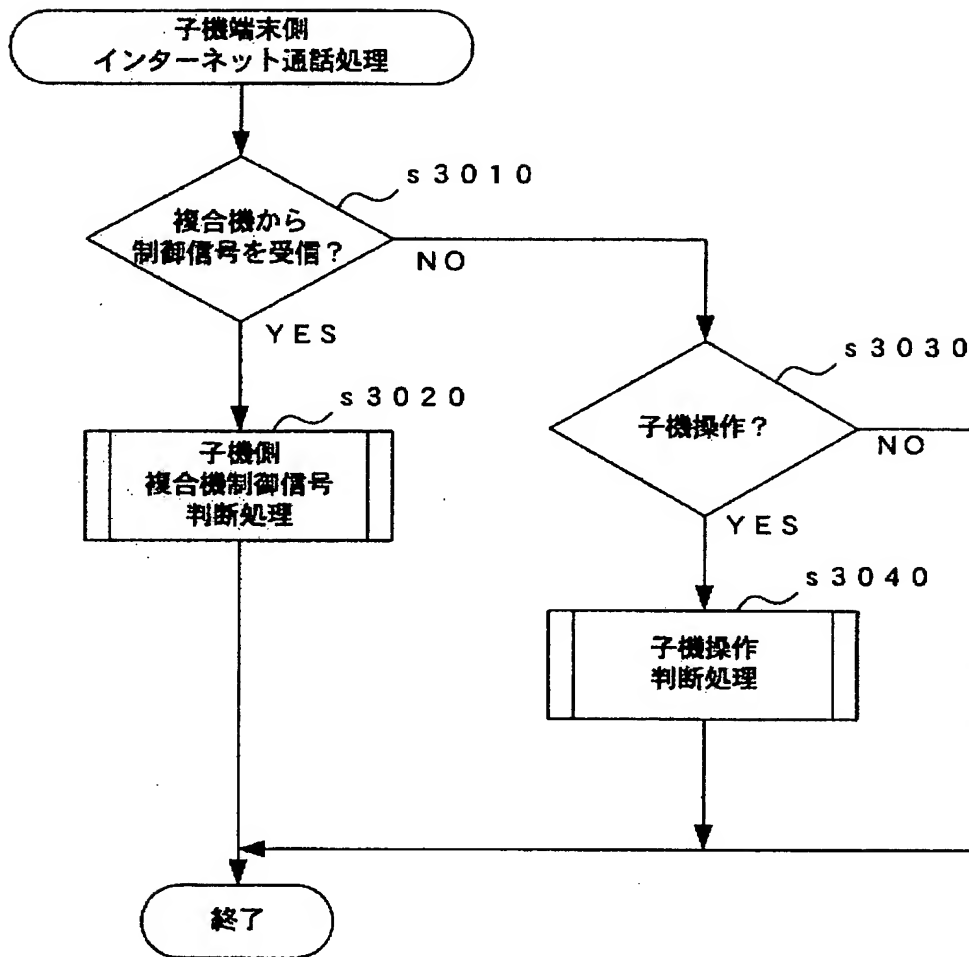 子機端末側
インターネット通話処理
ｓ３０１０
複合機から
制御信号を受信？
ＮＯ
ＹＥＳ
ｓ３０３０
ｓ３０２０
子機操作？
ＮＯ
子機側
複合機制御信号
判断処理
ＹＥＳ
ｓ３０４０
子機操作
判断処理
終了